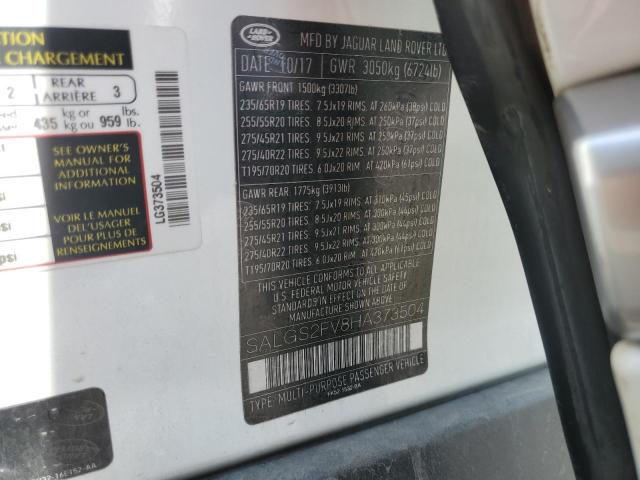 CTION
CHARGEMENT
2 REAR ARRIÈRE 3
435 kg or kg ou 959 lb. lbs.
SEE OWNER'S
MANUAL FOR
ADDITIONAL
INFORMATION
VOIR LE MANUEL
DE L'USAGER
POUR PLUS DE
RENSEIGNEMENTS
LG373504
psi
LAND ROVER
MFD BY JAGUAR LAND ROVER LTD
DATE 10/17 GWR 3050kg (6724lb)
GAWR FRONT 1500kg (3307lb)
235/65R19 TIRES, 7.5Jx19 RIMS, AT 260kPa (38psi) COLD
255/55R20 TIRES, 8.5Jx20 RIMS, AT 250kPa (37psi) COLD
275/45R21 TIRES, 9.5Jx21 RIMS, AT 250kPa (37psi) COLD
275/40R22 TIRES, 9.5Jx22 RIMS, AT 250kPa (37psi) COLD
T195/70R20 TIRES, 6.0Jx20 RIM, AT 420kPa (61psi) COLD
GAWR REAR 1775kg (3913lb)
235/65R19 TIRES, 7.5Jx19 RIMS, AT 310kPa (45psi) COLD
255/55R20 TIRES, 8.5Jx20 RIMS, AT 300kPa (44psi) COLD
275/45R21 TIRES, 9.5Jx21 RIMS, AT 300kPa (44psi) COLD
275/40R22 TIRES, 9.5Jx22 RIMS, AT 300kPa (44psi) COLD
T195/70R20 TIRES, 6.0Jx20 RIM, AT 420kPa (61psi) COLD
THIS VEHICLE CONFORMS TO ALL APPLICABLE
FEDERAL MOTOR VEHICLE SAFETY AND BUMPER
STANDARDS IN EFFECT ON THE DATE OF
MANUFACTURE SHOWN ABOVE.
SALGS2FV8HA373504
TYPE: MULTI-PURPOSE PASSENGER VEHICLE